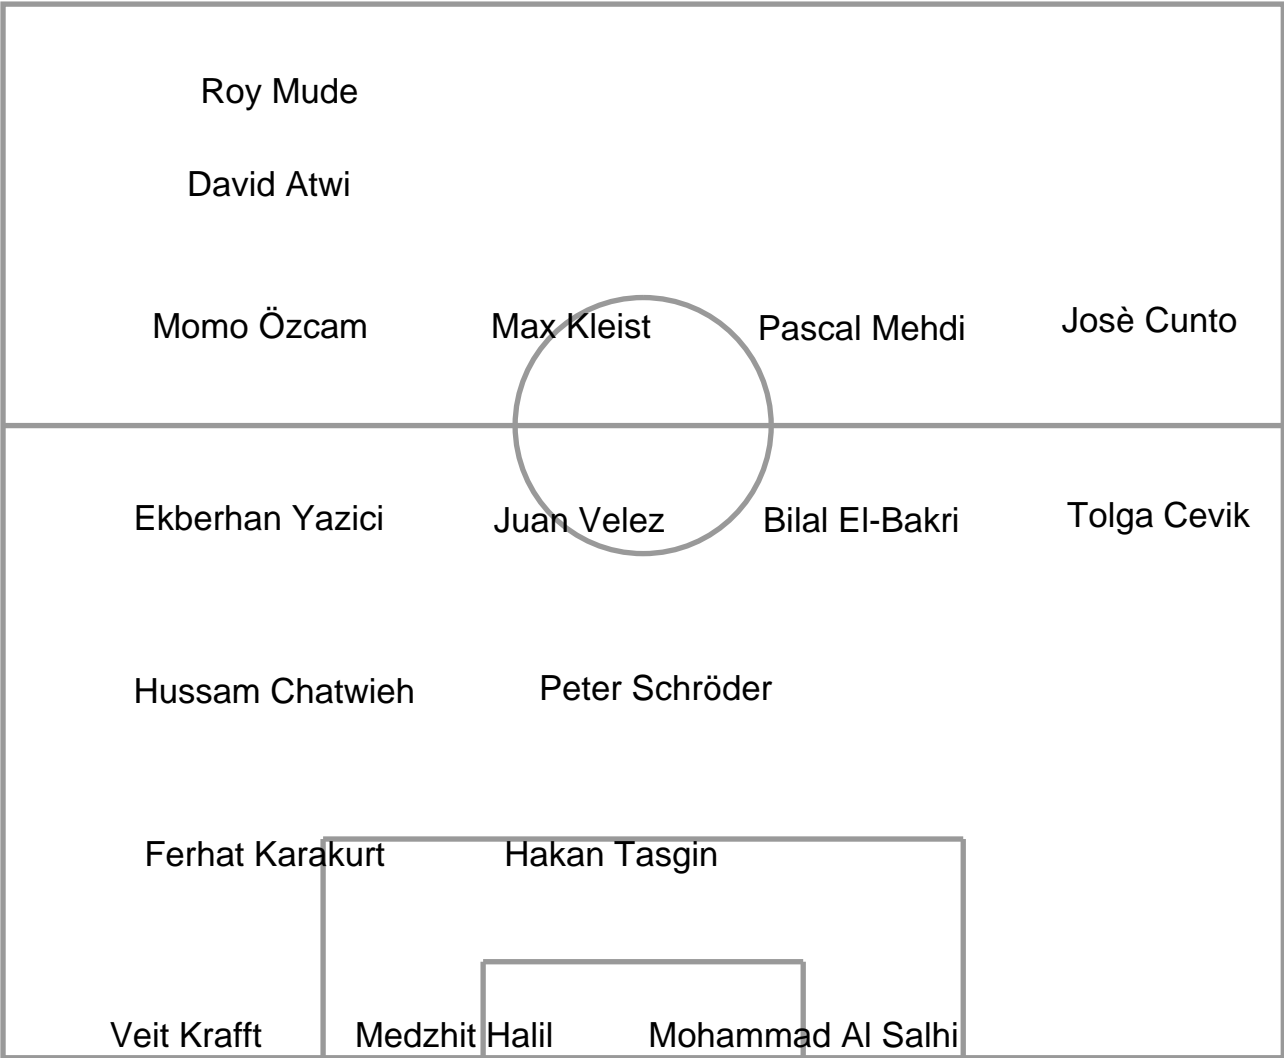 Roy Mude
David Atwi
Momo Özcam Max Kleist Pascal Mehdi Josè Cunto
Ekberhan Yazici Juan Velez Bilal El-Bakri Tolga Cevik
Hussam Chatwieh Peter Schröder
Ferhat Karakurt Hakan Tasgin
Veit Krafft Medzhit Halil Mohammad Al Salhi